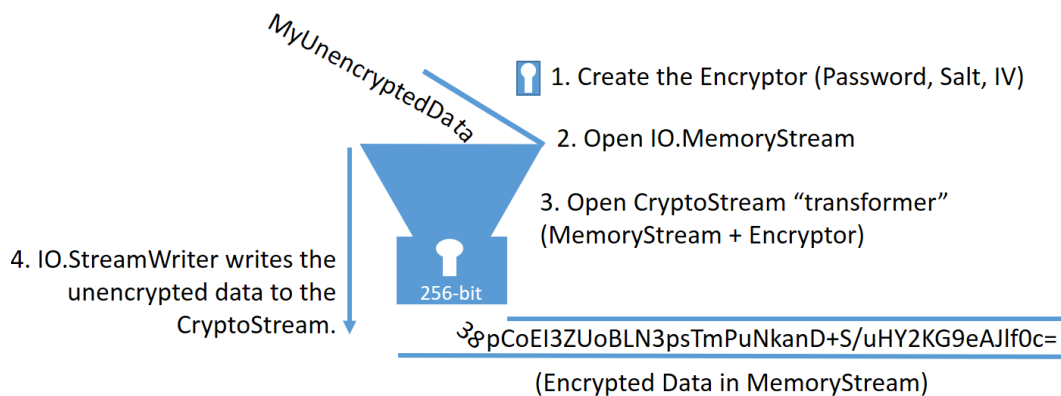 MyUnencryptedData
1. Create the Encryptor (Password, Salt, IV)
2. Open IO.MemoryStream
3. Open CryptoStream “transformer”
(MemoryStream + Encryptor)
4. IO.StreamWriter writes the
unencrypted data to the
CryptoStream.
256-bit
38pCoEI3ZUoBLN3psTmPuNkanD+S/uHY2KG9eAJlf0c=
(Encrypted Data in MemoryStream)